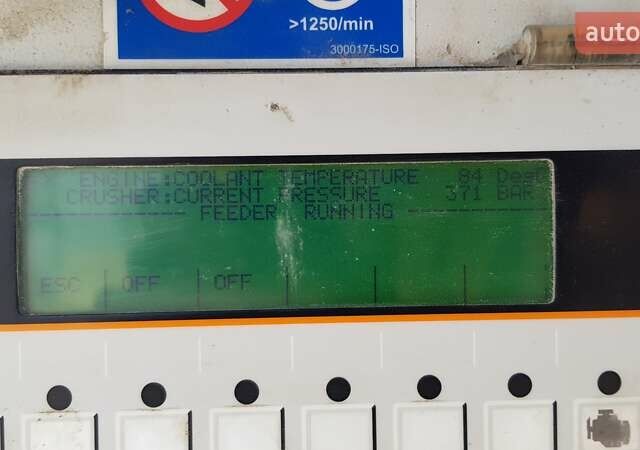 >1250/min
3000175-ISO
auto
ENGINE:COOLANT TEMPERATURE 84 DegC
CRUSHER:CURRENT PRESSURE 371 BAR
--------------- FEEDER RUNNING ---------------
ESC OFF OFF